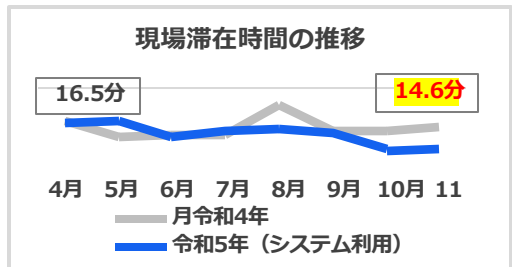 現場滞在時間の推移
16.5分
14.6分
4月 5月 6月 7月 8月 9月 10月 11
月令和4年
令和5年（システム利用）